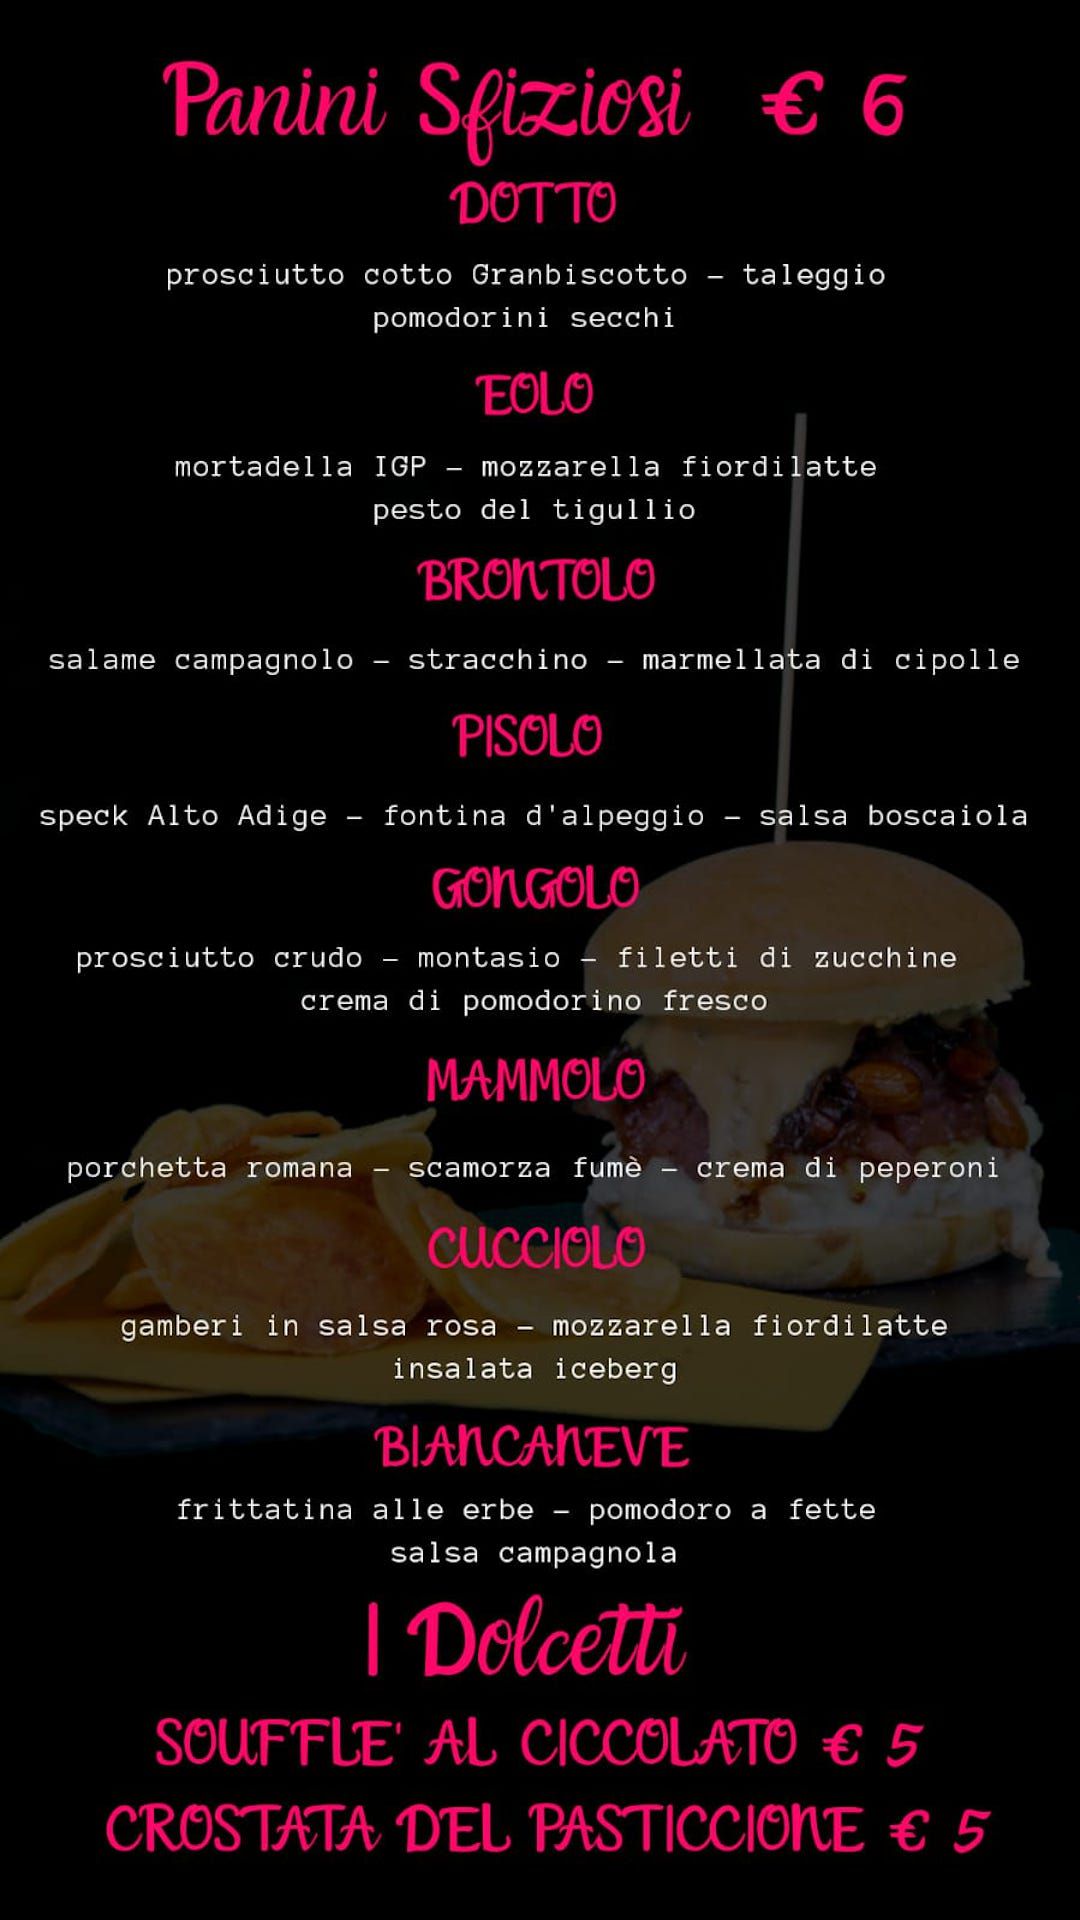 Panini Sfiziosi € 6
DOTTO
prosciutto cotto Granbiscotto - taleggio
pomodorini secchi
EOLO
mortadella IGP - mozzarella fiordilatte
pesto del tigullio
BRONTOLO
salame campagnolo - stracchino - marmellata di cipolle
PISOLO
speck Alto Adige - fontina d'alpeggio - salsa boscaiola
GONGOLO
prosciutto crudo - montasio - filetti di zucchine
crema di pomodorino fresco
MAMMOLO
porchetta romana - scamorza fumè - crema di peperoni
CUCCIOLO
gamberi in salsa rosa - mozzarella fiordilatte
insalata iceberg
BIANCANEVE
frittatina alle erbe - pomodoro a fette
salsa campagnola
I Dolcetti
SOUFFLE' AL CICCOLATO € 5
CROSTATA DEL PASTICCIONE € 5